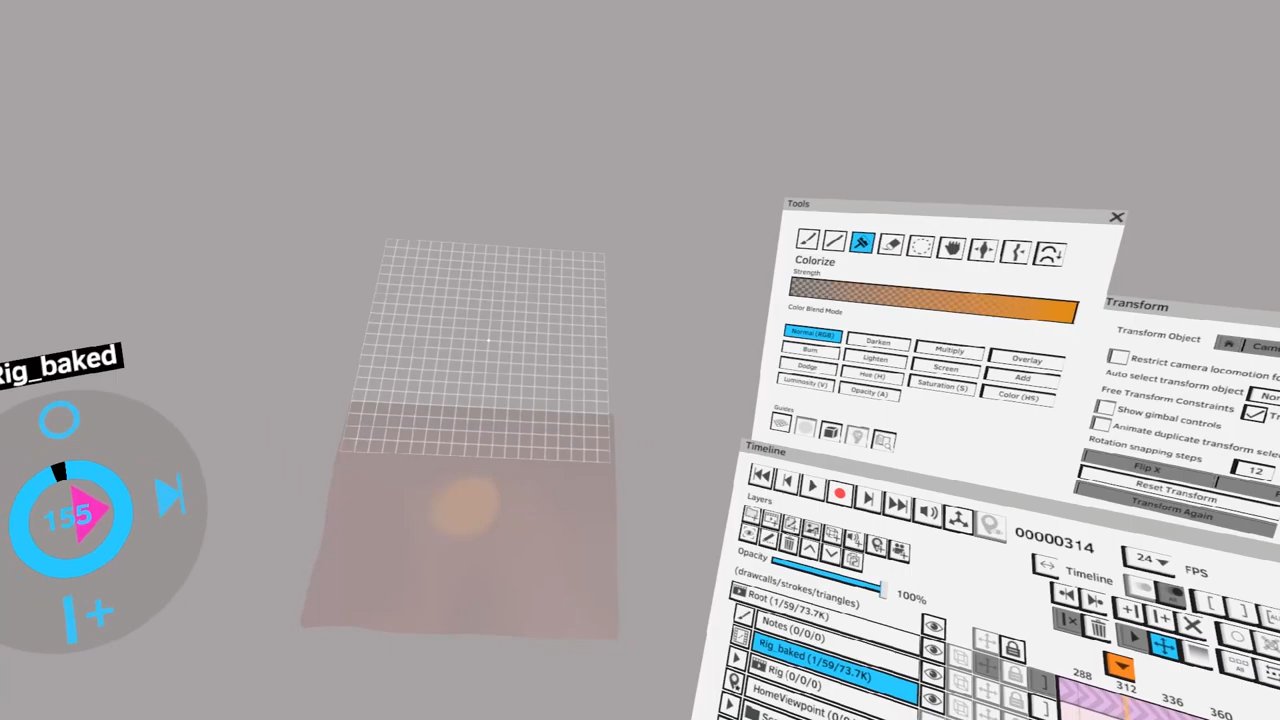 Tools
Colorize
Strength
Color Blend Mode
Normal (RGB)
Darken
Multiply
Overlay
Burn
Lighten
Screen
Add
Dodge
Hue (H)
Saturation (S)
Color (HS)
Luminosity (V)
Opacity (A)
Guides
Transform
Transform Object
Restrict camera locomotion
Auto select transform object
Free Transform Constraints
Show gimbal controls
Animate duplicate transform
Rotation snapping steps
12
Flip X
Reset Transform
Transform Again
Rig_baked
155
Timeline
Layers
00000314
24
FPS
Timeline
Opacity
100%
(drawcalls/strokes/triangles)
Root (1/59/73.7K)
Notes (0/0/0)
Rig_baked (1/59/73.7K)
Rig (0/0/0)
HomeViewpoint (0/0/0)
288
312
336
360